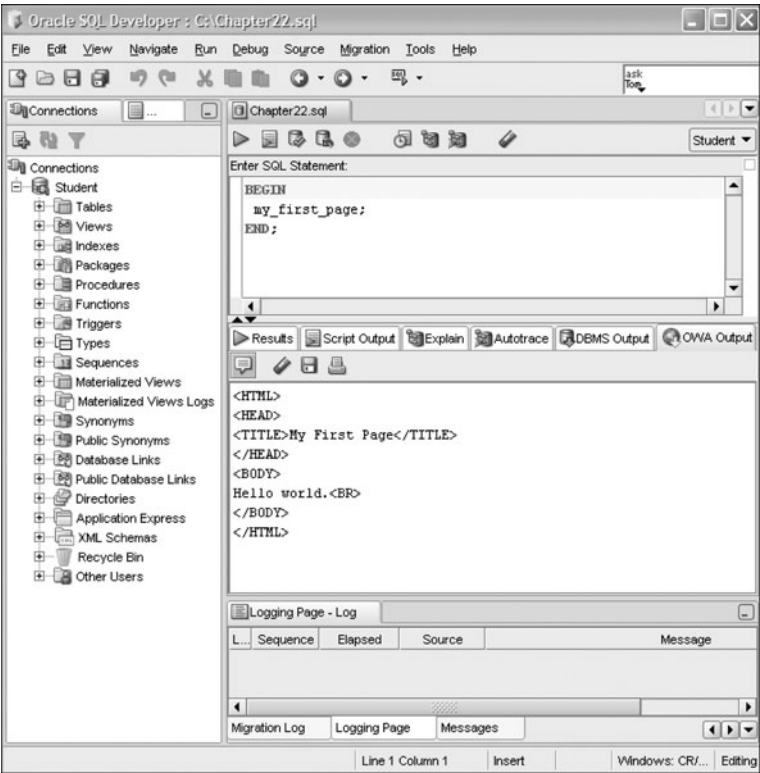 Oracle SQL Developer : C:\Chapter22.sql
File Edit View Navigate Run Debug Source Migration Tools Help
ask
Tom
Connections
...
Chapter22.sql
Student
Enter SQL Statement:
BEGIN
my_first_page;
END;
Connections
Student
Tables
Views
Indexes
Packages
Procedures
Functions
Triggers
Types
Sequences
Materialized Views
Materialized Views Logs
Synonyms
Public Synonyms
Database Links
Public Database Links
Directories
Application Express
XML Schemas
Recycle Bin
Other Users
Results Script Output Explain Autotrace DBMS Output OWA Output
<HTML>
<HEAD>
<TITLE>My First Page</TITLE>
</HEAD>
<BODY>
Hello world.<BR>
</BODY>
</HTML>
Logging Page - Log
L... Sequence Elapsed Source Message
Migration Log Logging Page Messages
Line 1 Column 1 Insert Windows: CR/... Editing